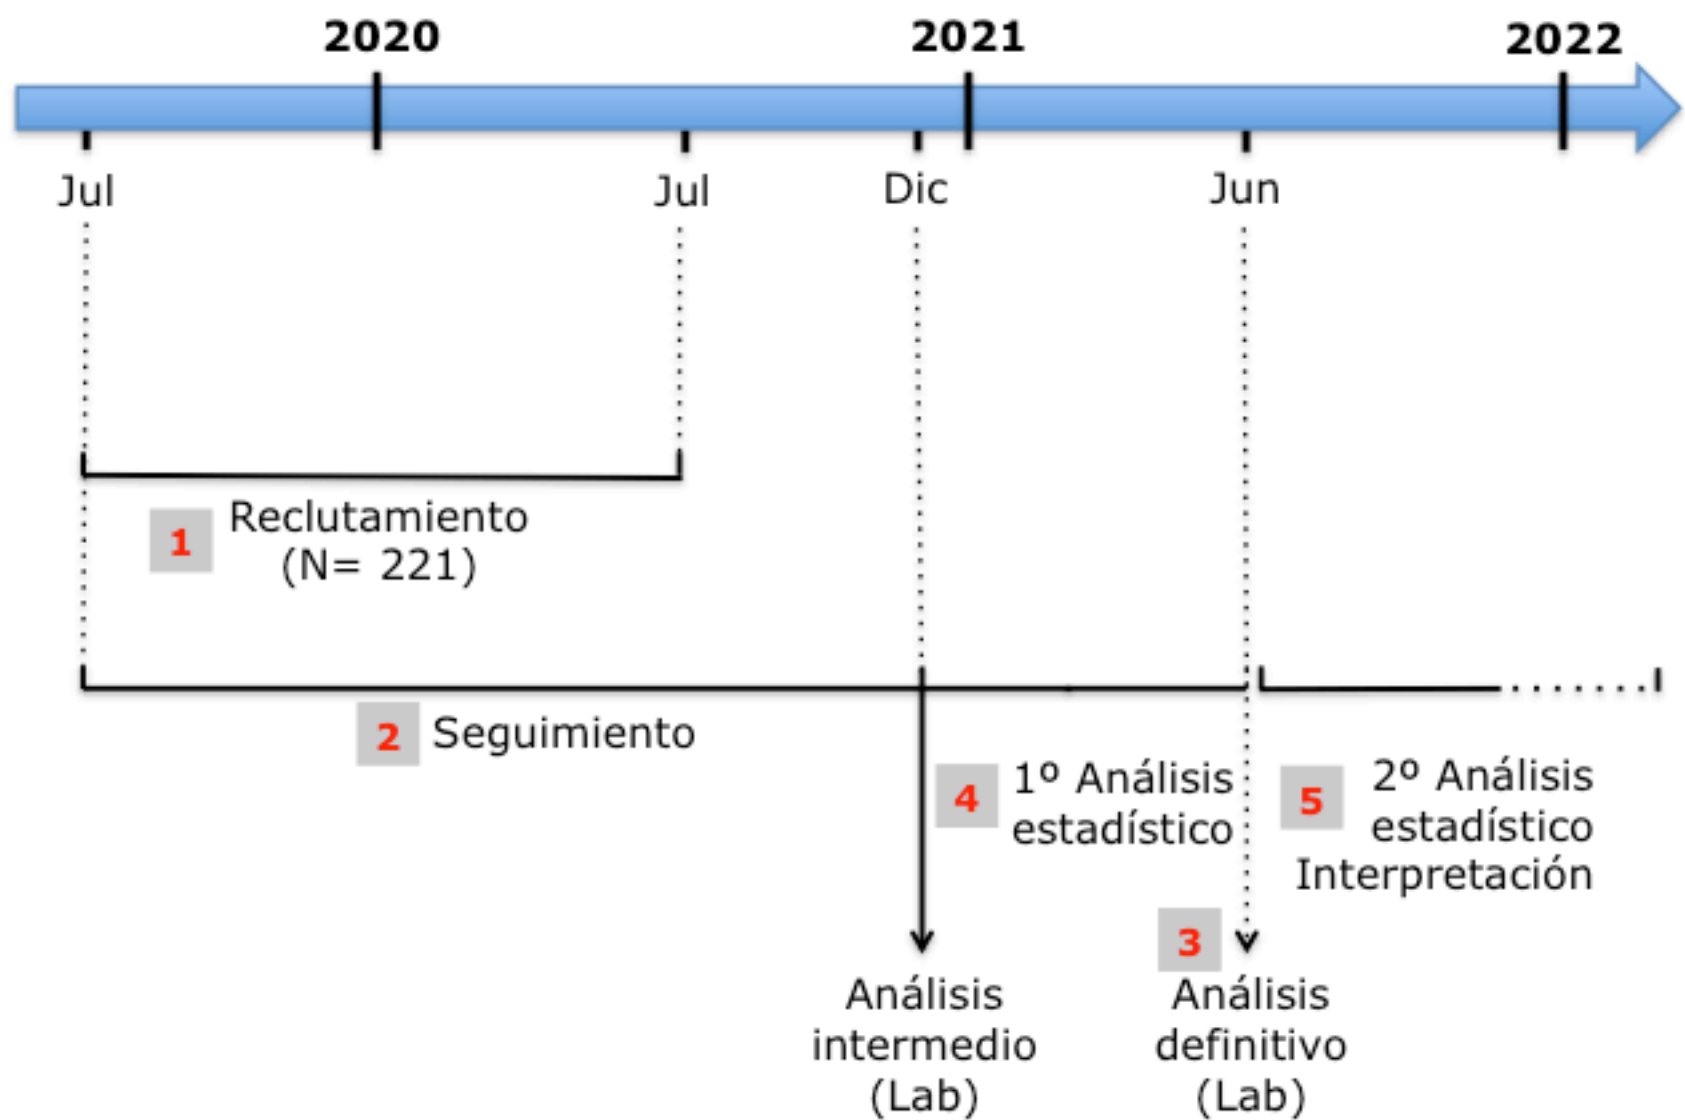 2020 2021 2022
Jul Jul Dic Jun
1 Reclutamiento
(N= 221)
2 Seguimiento
4 1º Análisis
estadístico
5 2º Análisis
estadístico
Interpretación
3
Análisis
intermedio
(Lab)
Análisis
definitivo
(Lab)